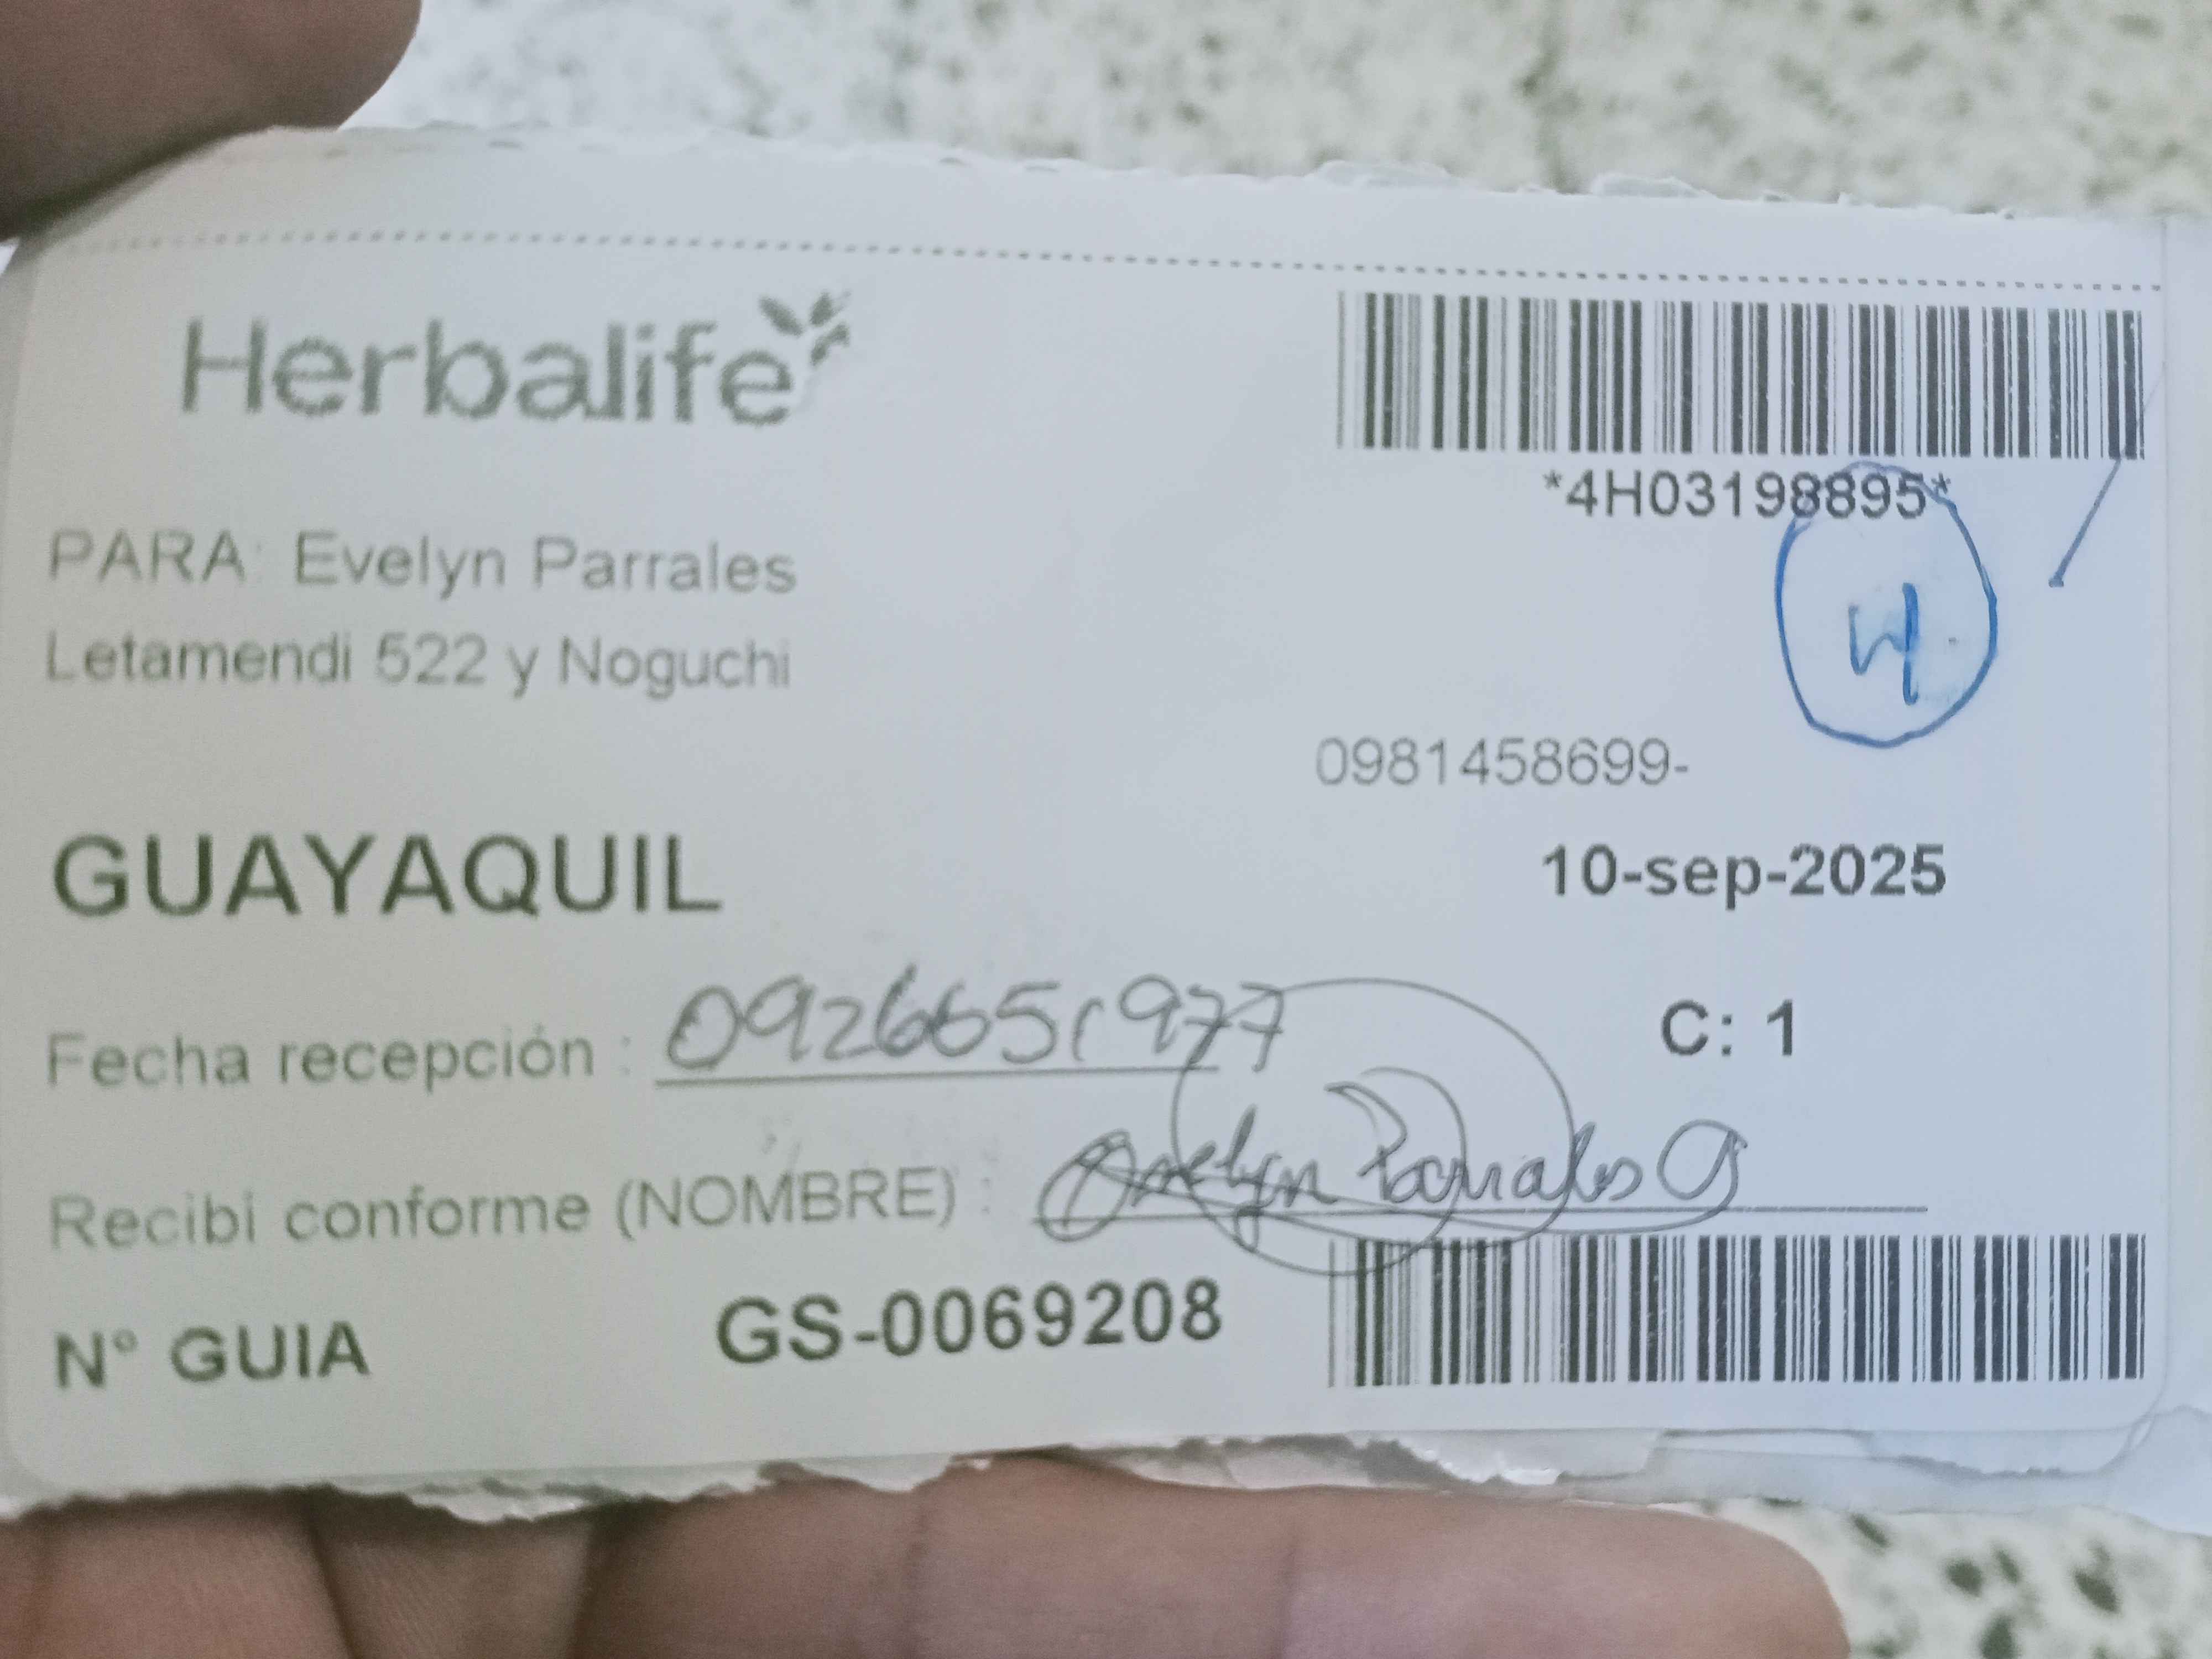 Herbalife
*4H03198895*
PARA: Evelyn Parrales
Letamendi 522 y Noguchi
4
0981458699-
GUAYAQUIL
10-sep-2025
Fecha recepción : 0926651977
C: 1
Recibí conforme (NOMBRE) : Evelyn Parrales G
N° GUIA GS-0069208